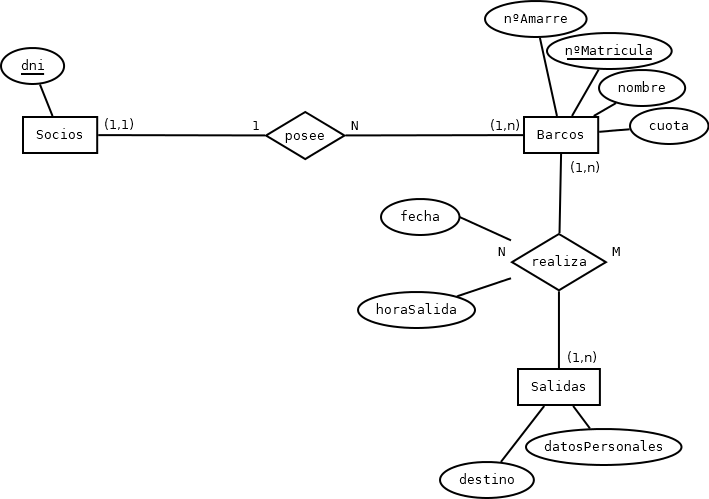 nºAmarre
nºMatricula
dni
nombre
cuota
Socios
(1,1)
1
posee
N
(1,n)
Barcos
(1,n)
fecha
N
realiza
M
horaSalida
(1,n)
Salidas
datosPersonales
destino